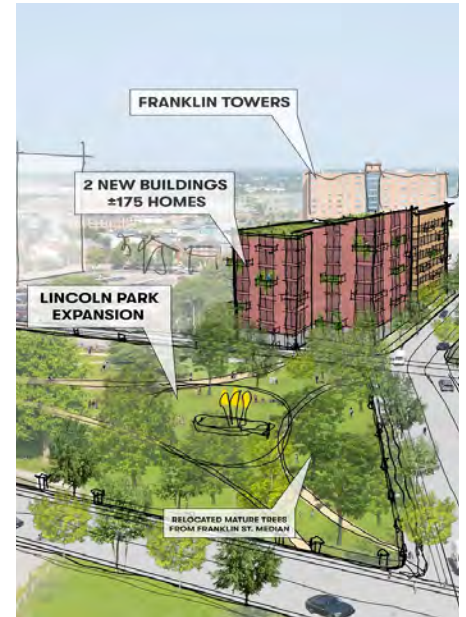 FRANKLIN TOWERS
2 NEW BUILDINGS
±175 HOMES
LINCOLN PARK
EXPANSION
RELOCATED MATURE TREES
FROM FRANKLIN ST. MEDIAN